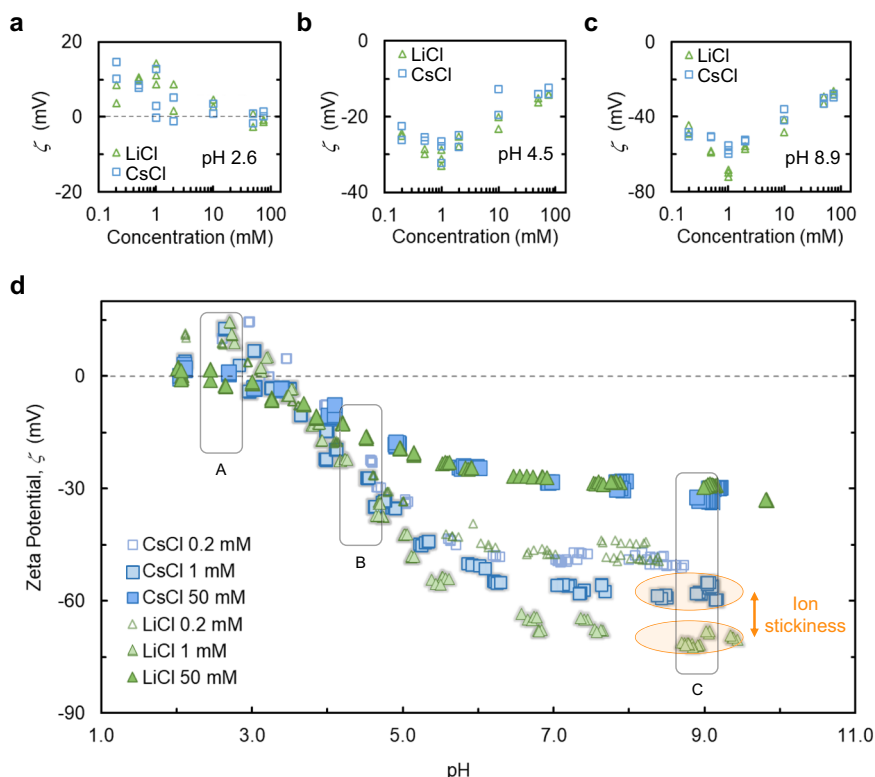 a
20
0
-20
ζ (mV)
LiCl
CsCl
pH 2.6
0.1 1 10 100
Concentration (mM)
b
0
-20
-40
ζ (mV)
LiCl
CsCl
pH 4.5
0.1 1 10 100
Concentration (mM)
c
0
-40
-80
ζ (mV)
LiCl
CsCl
pH 8.9
0.1 1 10 100
Concentration (mM)
d
0
-30
-60
-90
Zeta Potential, ζ (mV)
A
B
C
CsCl 0.2 mM
CsCl 1 mM
CsCl 50 mM
LiCl 0.2 mM
LiCl 1 mM
LiCl 50 mM
Ion
stickiness
1.0 3.0 5.0 7.0 9.0 11.0
pH